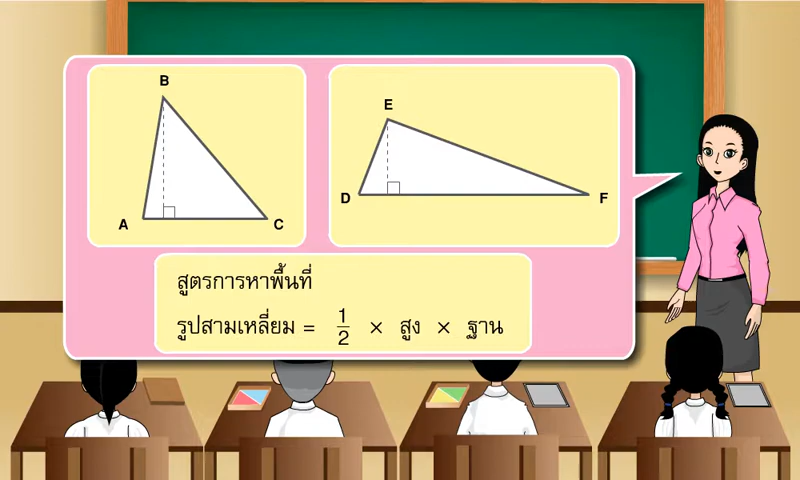 B
A
C
E
D
F
สูตรการหาพื้นที่
รูปสามเหลี่ยม = 1/2 × สูง × ฐาน